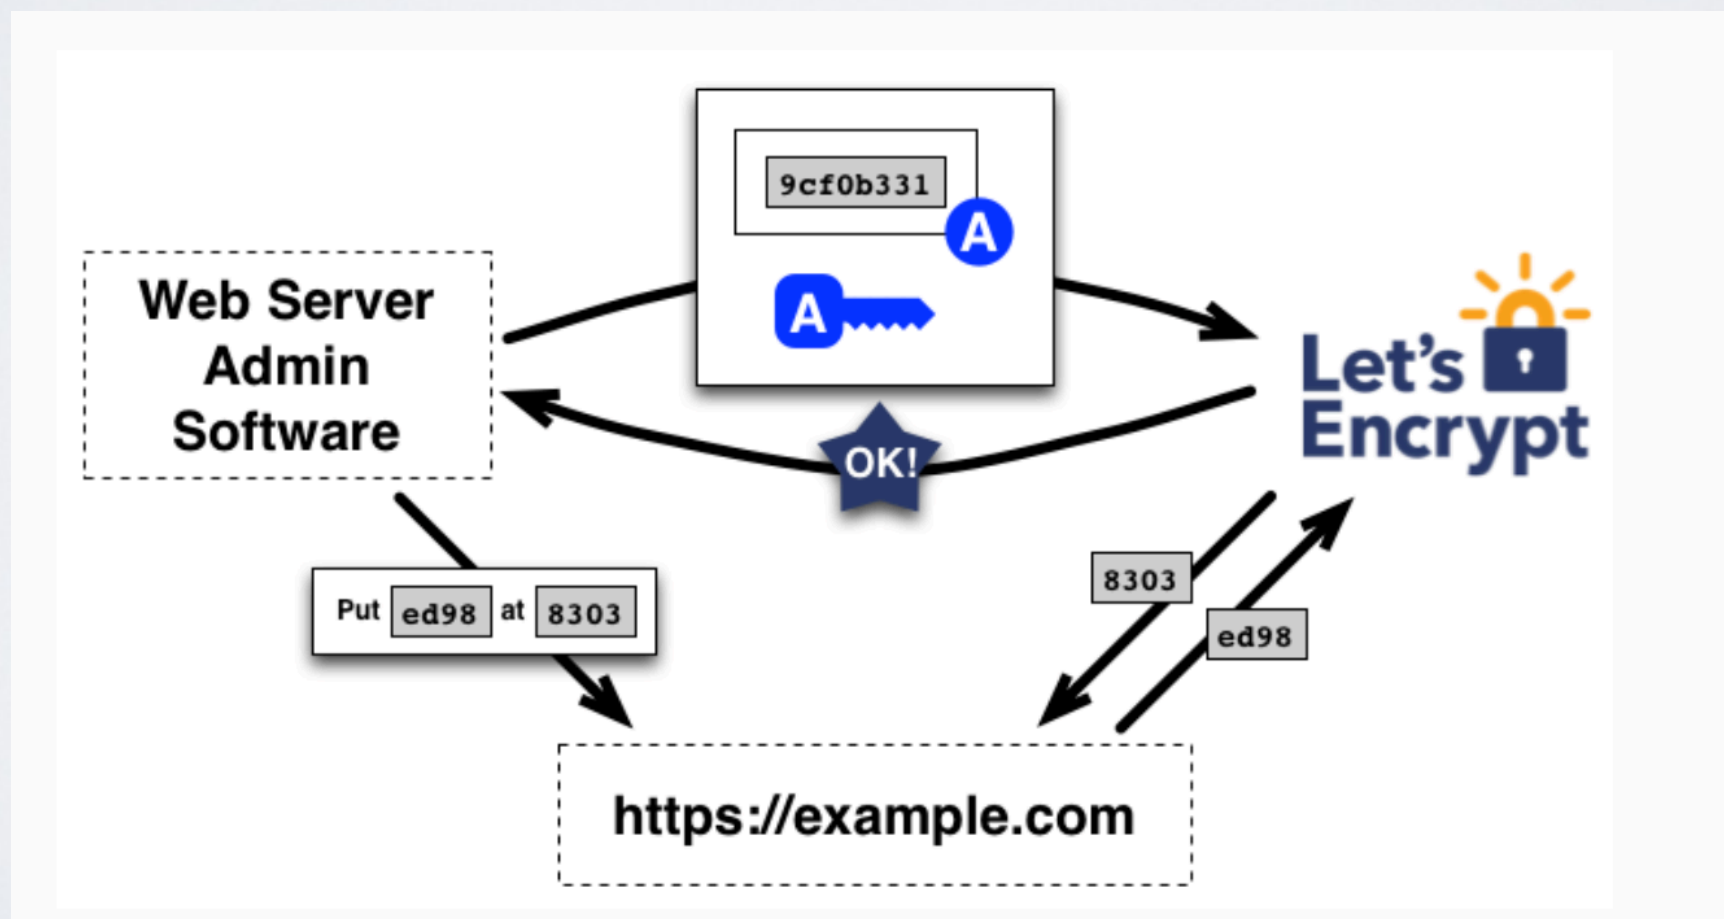 9cf0b331
A
A
Web Server
Admin
Software
Let's
Encrypt
OK!
Put ed98 at 8303
8303
ed98
https://example.com